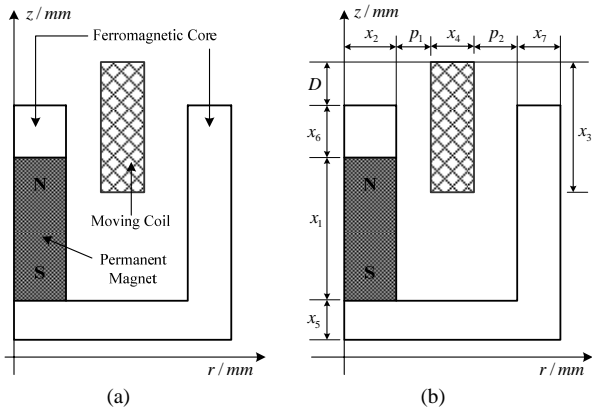 z / mm
Ferromagnetic Core
N
Moving Coil
Permanent
Magnet
S
r / mm
(a)
z / mm
x₂
p₁
x₄
p₂
x₇
D
x₆
x₃
N
x₁
S
x₅
r / mm
(b)